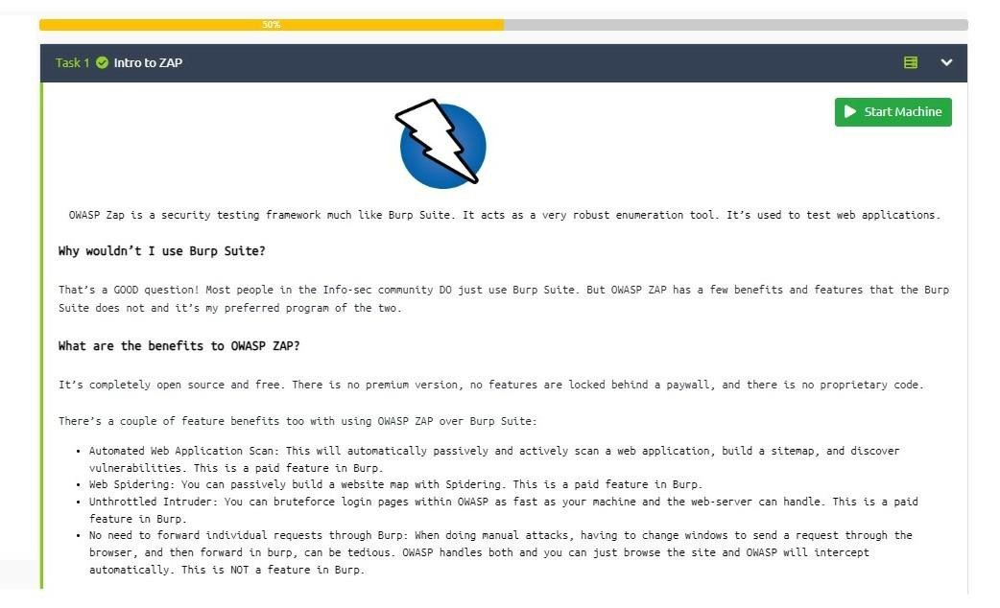 50%
Task 1 Intro to ZAP
Start Machine
OWASP Zap is a security testing framework much like Burp Suite. It acts as a very robust enumeration tool. It’s used to test web applications.
Why wouldn’t I use Burp Suite?
That’s a GOOD question! Most people in the Info-sec community DO just use Burp Suite. But OWASP ZAP has a few benefits and features that the Burp
Suite does not and it’s my preferred program of the two.
What are the benefits to OWASP ZAP?
It’s completely open source and free. There is no premium version, no features are locked behind a paywall, and there is no proprietary code.
There’s a couple of feature benefits too with using OWASP ZAP over Burp Suite:
• Automated Web Application Scan: This will automatically passively and actively scan a web application, build a sitemap, and discover
vulnerabilities. This is a paid feature in Burp.
• Web Spidering: You can passively build a website map with Spidering. This is a paid feature in Burp.
• Unthrottled Intruder: You can bruteforce login pages within OWASP as fast as your machine and the web-server can handle. This is a paid
feature in Burp.
• No need to forward individual requests through Burp: When doing manual attacks, having to change windows to send a request through the
browser, and then forward in burp, can be tedious. OWASP handles both and you can just browse the site and OWASP will intercept
automatically. This is NOT a feature in Burp.